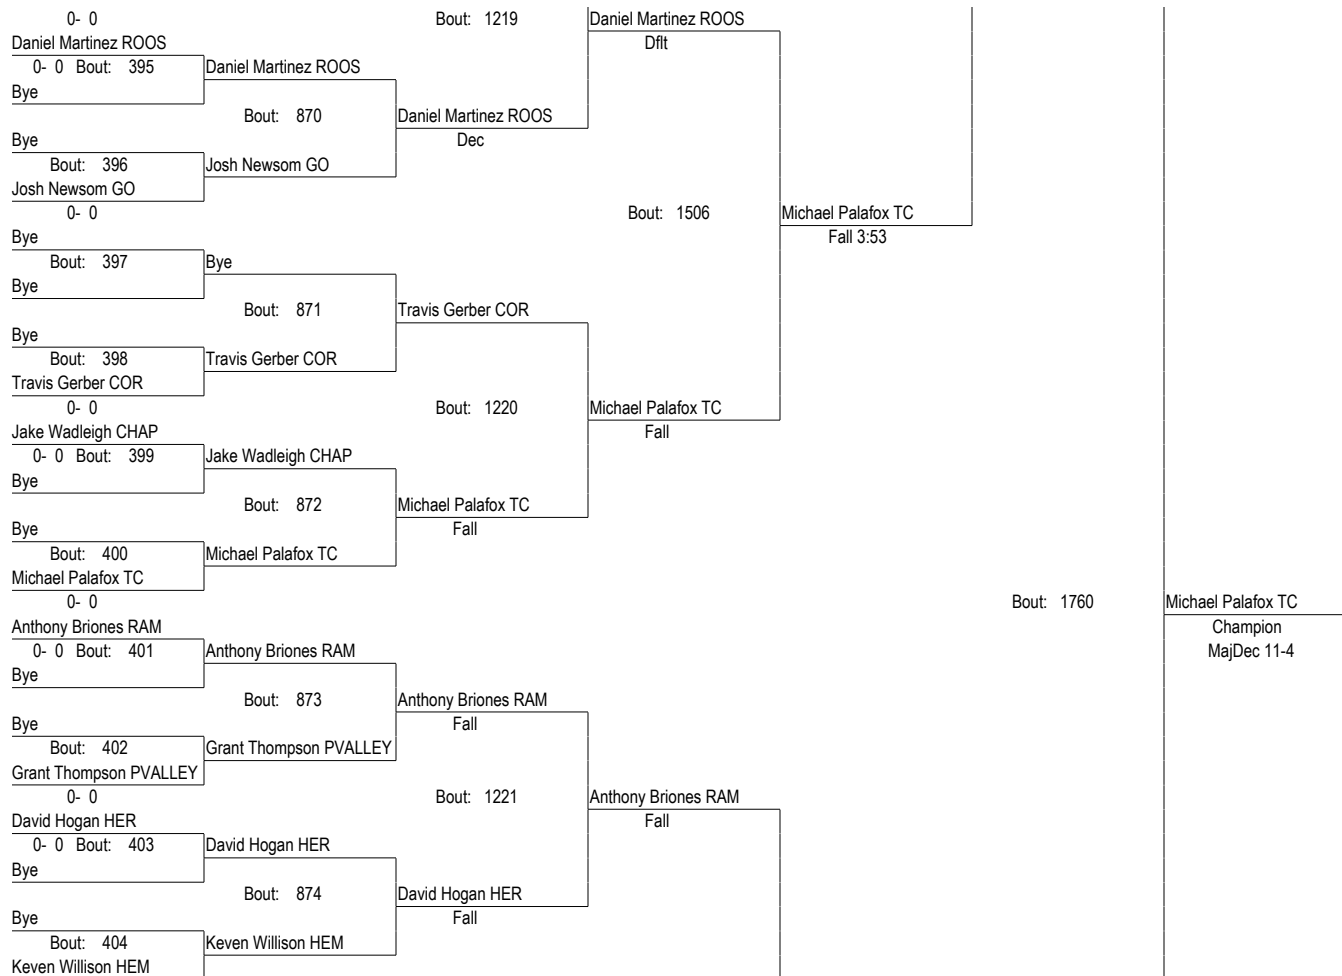 0- 0
Bout: 1219
Daniel Martinez ROOS
Daniel Martinez ROOS
Dflt
0- 0 Bout: 395
Daniel Martinez ROOS
Bye
Bout: 870
Daniel Martinez ROOS
Bye
Dec
Bout: 396
Josh Newsom GO
Josh Newsom GO
0- 0
Bout: 1506
Michael Palafox TC
Bye
Fall 3:53
Bout: 397
Bye
Bye
Bout: 871
Travis Gerber COR
Bye
Bout: 398
Travis Gerber COR
Travis Gerber COR
0- 0
Bout: 1220
Michael Palafox TC
Jake Wadleigh CHAP
Fall
0- 0 Bout: 399
Jake Wadleigh CHAP
Bye
Bout: 872
Michael Palafox TC
Bye
Fall
Bout: 400
Michael Palafox TC
Michael Palafox TC
0- 0
Bout: 1760
Michael Palafox TC
Anthony Briones RAM
Champion
0- 0 Bout: 401
Anthony Briones RAM
MajDec 11-4
Bye
Bout: 873
Anthony Briones RAM
Bye
Fall
Bout: 402
Grant Thompson PVALLEY
Grant Thompson PVALLEY
0- 0
Bout: 1221
Anthony Briones RAM
David Hogan HER
Fall
0- 0 Bout: 403
David Hogan HER
Bye
Bout: 874
David Hogan HER
Bye
Fall
Bout: 404
Keven Willison HEM
Keven Willison HEM